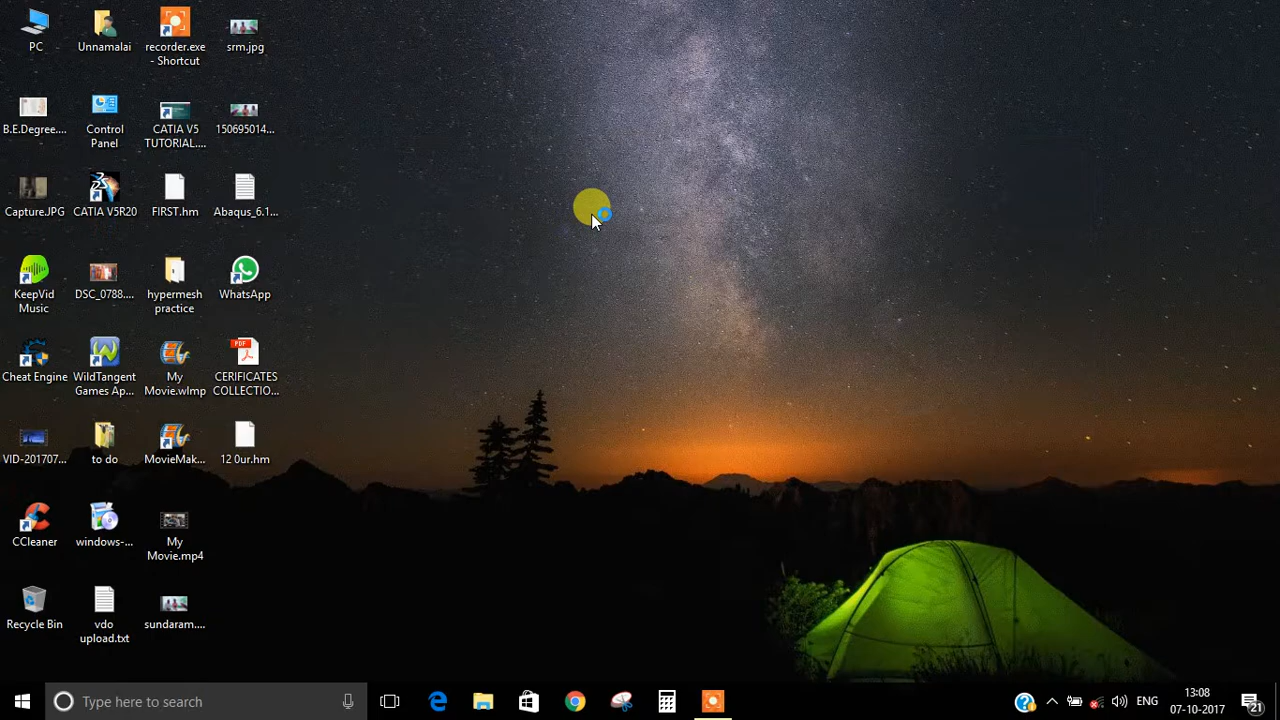 PC
Unnamalai
recorder.exe
- Shortcut
srm.jpg
B.E.Degree....
Control
Panel
CATIA V5
TUTORIAL....
150695014...
Capture.JPG
CATIA V5R20
FIRST.hm
Abaqus_6.1...
KeepVid
Music
DSC_0788....
hypermesh
practice
WhatsApp
Cheat Engine
WildTangent
Games Ap...
My
Movie.wlmp
PDF
CERIFICATES
COLLECTIO...
VID-201707...
to do
MovieMak...
12 0ur.hm
CCleaner
windows-...
My
Movie.mp4
Recycle Bin
vdo
upload.txt
sundaram....
Type here to search
ENG
13:08
07-10-2017
21